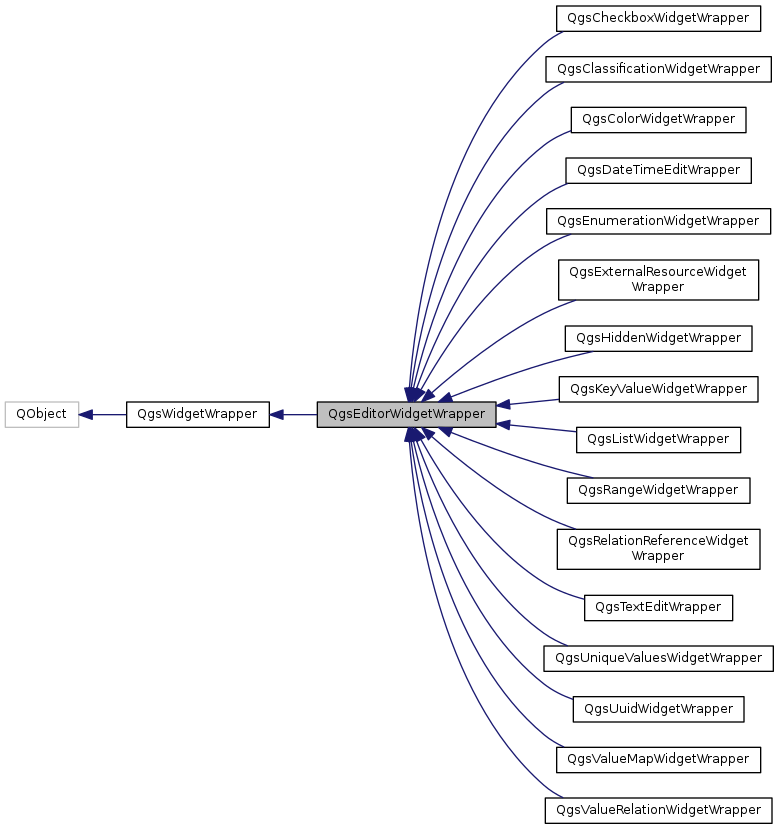 QgsCheckboxWidgetWrapper
QgsClassificationWidgetWrapper
QgsColorWidgetWrapper
QgsDateTimeEditWrapper
QgsEnumerationWidgetWrapper
QgsExternalResourceWidget
Wrapper
QgsHiddenWidgetWrapper
QgsKeyValueWidgetWrapper
QObject
QgsWidgetWrapper
QgsEditorWidgetWrapper
QgsListWidgetWrapper
QgsRangeWidgetWrapper
QgsRelationReferenceWidget
Wrapper
QgsTextEditWrapper
QgsUniqueValuesWidgetWrapper
QgsUuidWidgetWrapper
QgsValueMapWidgetWrapper
QgsValueRelationWidgetWrapper